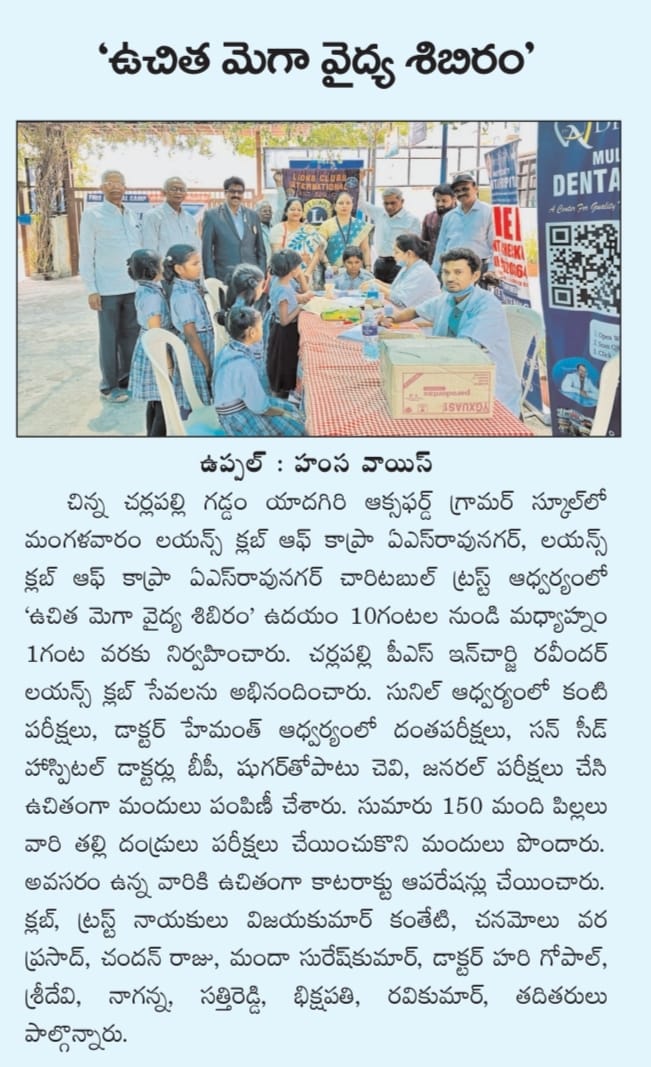 ‘ఉచిత మెగా వైద్య శిబిరం’
LIONS CLUBS
INTERNATIONAL
MUL
DENTA
A Center For Quality
ఉప్పల్ : హంస వాయిస్
చిన్న చర్లపల్లి గడ్డం యాదగిరి ఆక్సఫర్డ్ గ్రామర్ స్కూల్‌లో
మంగళవారం లయన్స్ క్లబ్ ఆఫ్ కాప్రా ఏఎస్‌రావునగర్, లయన్స్
క్లబ్ ఆఫ్ కాప్రా ఏఎస్‌రావునగర్ చారిటబుల్ ట్రస్ట్ ఆధ్వర్యంలో
‘ఉచిత మెగా వైద్య శిబిరం’ ఉదయం 10గంటల నుండి మధ్యాహ్నం
1గంట వరకు నిర్వహించారు. చర్లపల్లి పీఎస్ ఇన్‌చార్జి రవీందర్
లయన్స్ క్లబ్ సేవలను అభినందించారు. సునిల్ ఆధ్వర్యంలో కంటి
పరీక్షలు, డాక్టర్ హేమంత్ ఆధ్వర్యంలో దంతపరీక్షలు, సన్ సీడ్
హాస్పిటల్ డాక్టర్లు బీపీ, షుగర్‌తోపాటు చెవి, జనరల్ పరీక్షలు చేసి
ఉచితంగా మందులు పంపిణీ చేశారు. సుమారు 150 మంది పిల్లలు
వారి తల్లి దండ్రులు పరీక్షలు చేయించుకొని మందులు పొందారు.
అవసరం ఉన్న వారికి ఉచితంగా కాటరాక్టు ఆపరేషన్లు చేయించారు.
క్లబ్, ట్రస్ట్ నాయకులు విజయకుమార్ కంతేటి, చనమోలు వర
ప్రసాద్, చందన్ రాజు, మందా సురేష్‌కుమార్, డాక్టర్ హరి గోపాల్,
శ్రీదేవి, నాగన్న, సత్తిరెడ్డి, భిక్షపతి, రవికుమార్, తదితరులు
పాల్గొన్నారు.